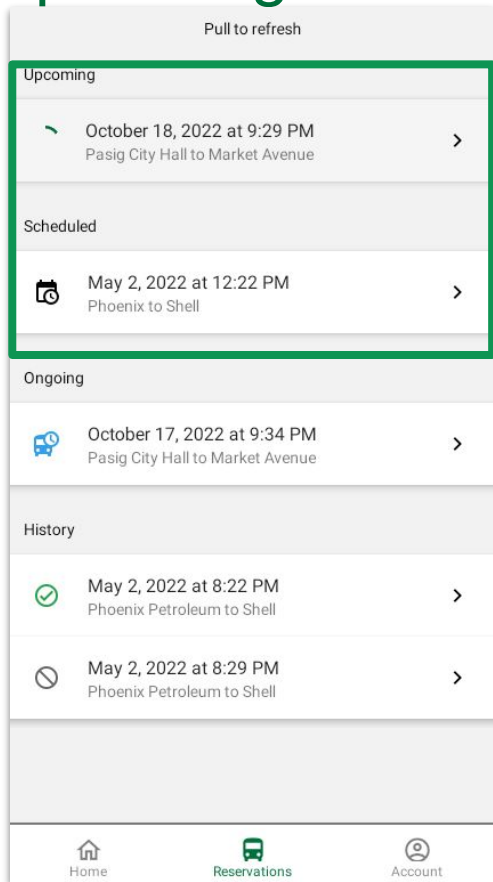 Pull to refresh
Upcoming
October 18, 2022 at 9:29 PM
Pasig City Hall to Market Avenue
Scheduled
May 2, 2022 at 12:22 PM
Phoenix to Shell
Ongoing
October 17, 2022 at 9:34 PM
Pasig City Hall to Market Avenue
History
May 2, 2022 at 8:22 PM
Phoenix Petroleum to Shell
May 2, 2022 at 8:29 PM
Phoenix Petroleum to Shell
Home
Reservations
Account